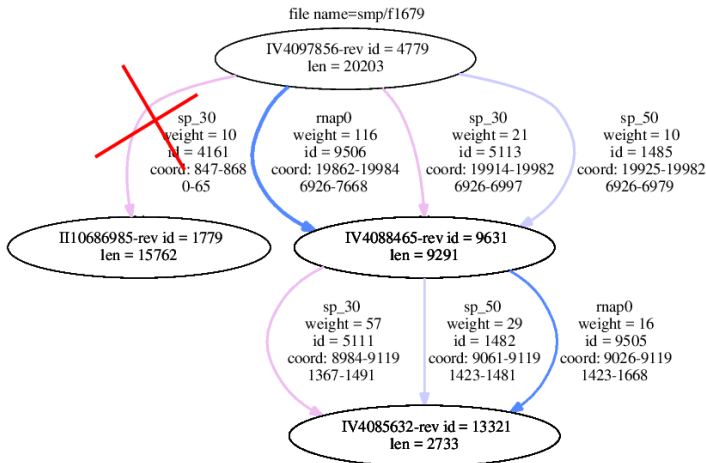 file name=smp/f1679
IV4097856-rev id = 4779
len = 20203
sp_30
weight = 10
id = 4161
coord: 847-868
0-65
rnap0
weight = 116
id = 9506
coord: 19862-19984
6926-7668
sp_30
weight = 21
id = 5113
coord: 19914-19982
6926-6997
sp_50
weight = 10
id = 1485
coord: 19925-19982
6926-6979
II10686985-rev id = 1779
len = 15762
IV4088465-rev id = 9631
len = 9291
sp_30
weight = 57
id = 5111
coord: 8984-9119
1367-1491
sp_50
weight = 29
id = 1482
coord: 9061-9119
1423-1481
rnap0
weight = 16
id = 9505
coord: 9026-9119
1423-1668
IV4085632-rev id = 13321
len = 2733